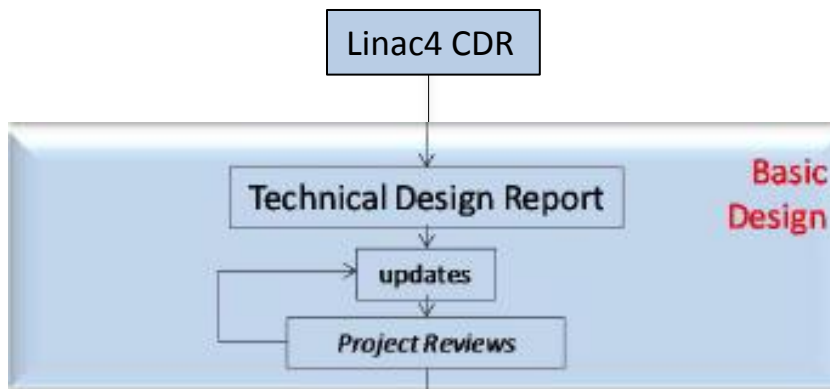 Linac4 CDR
Basic
Design
Technical Design Report
updates
Project Reviews